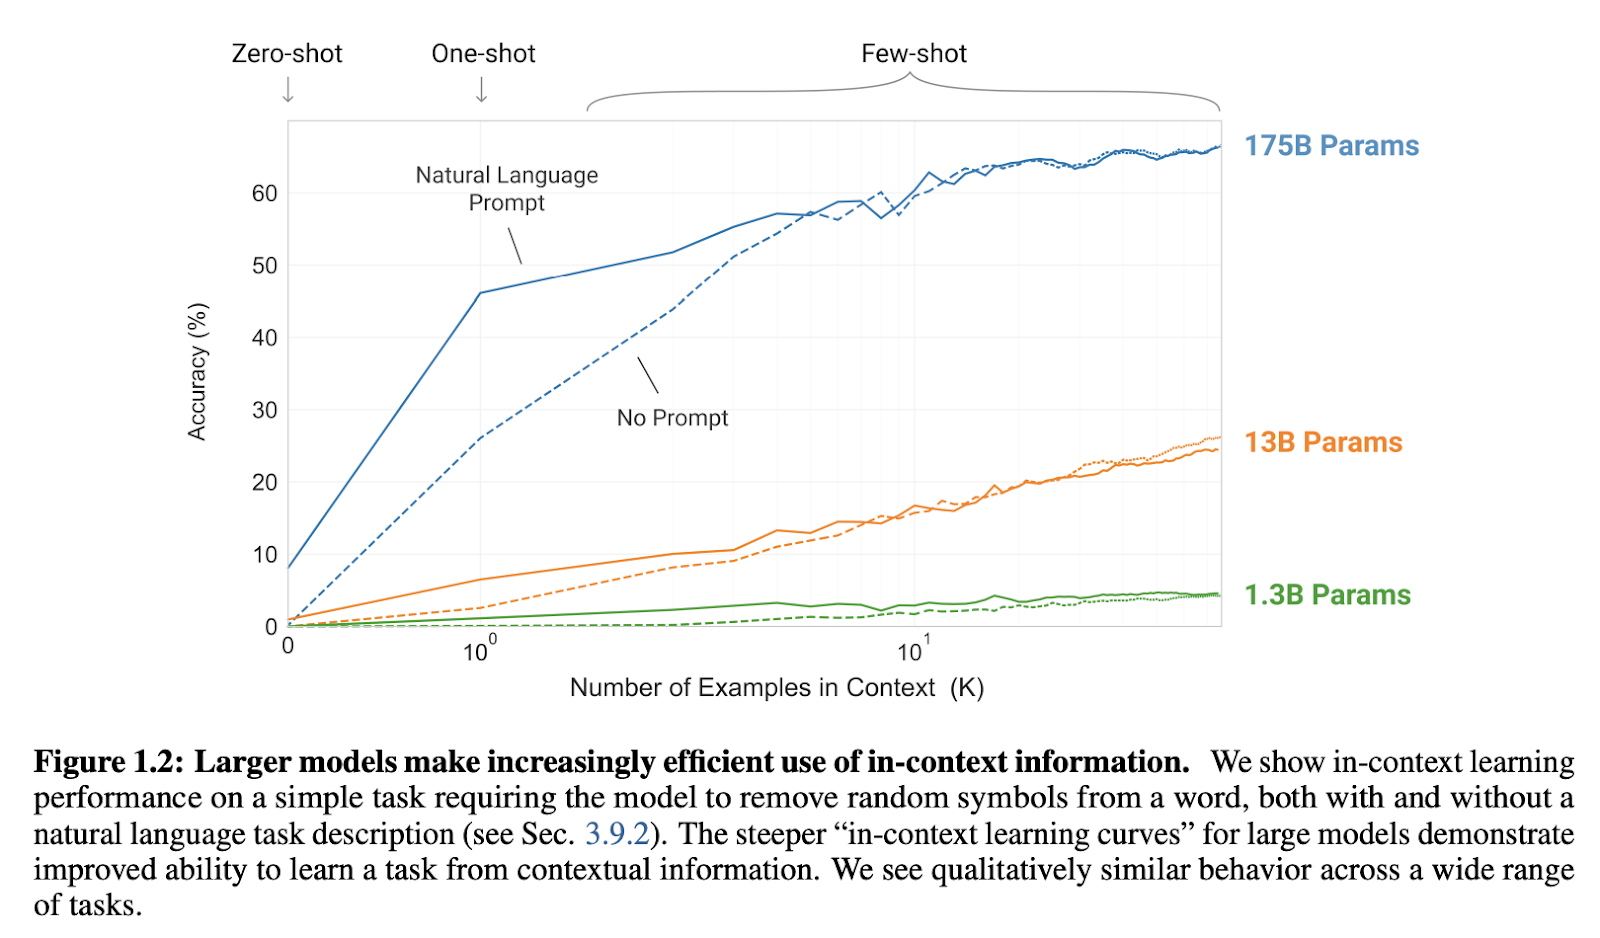 Zero-shot One-shot Few-shot
175B Params
Natural Language
Prompt
60
50
40
No Prompt
30
13B Params
20
10
1.3B Params
0
Accuracy (%)
0 10^0 10^1
Number of Examples in Context (K)
Figure 1.2: Larger models make increasingly efficient use of in-context information. We show in-context learning
performance on a simple task requiring the model to remove random symbols from a word, both with and without a
natural language task description (see Sec. 3.9.2). The steeper “in-context learning curves” for large models demonstrate
improved ability to learn a task from contextual information. We see qualitatively similar behavior across a wide range
of tasks.